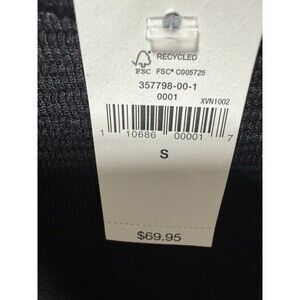 RECYCLED
FSC FSC® C005725
357798-00-1
0001 XVN1002
1 10686 00001 7
S
$69.95